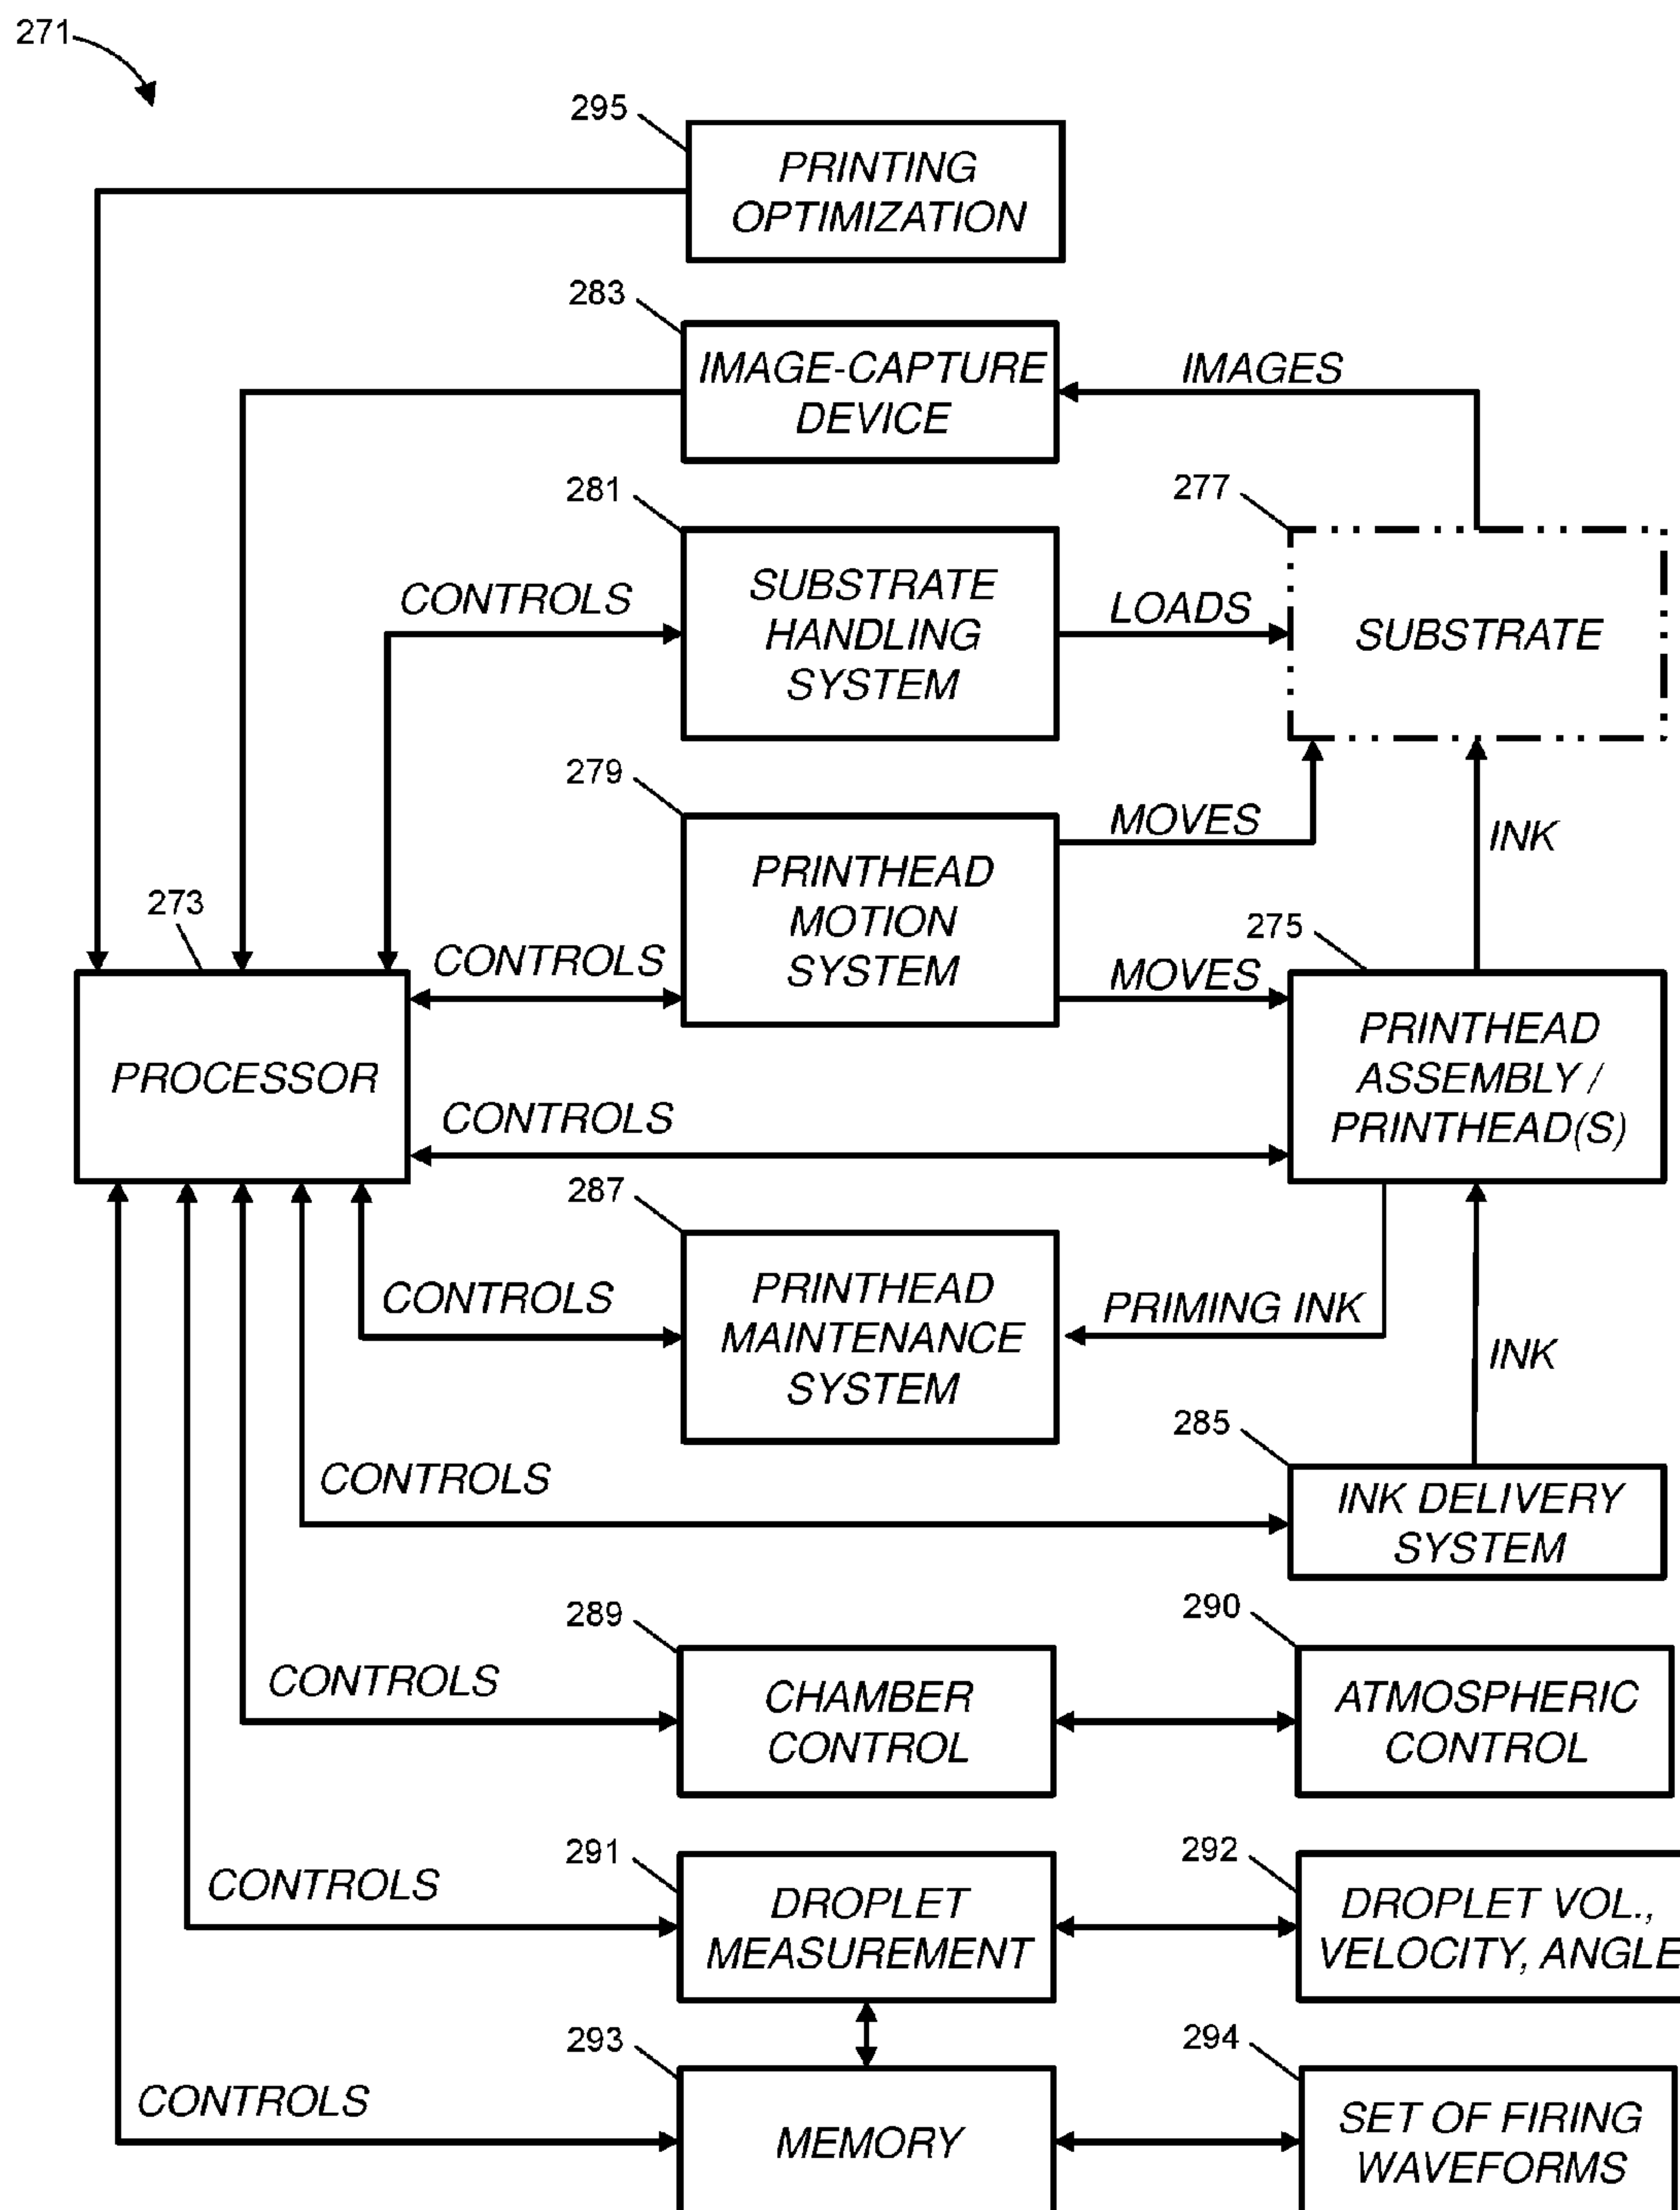 271
295
PRINTING
OPTIMIZATION
283
IMAGE-CAPTURE
DEVICE
IMAGES
281
SUBSTRATE
HANDLING
SYSTEM
CONTROLS
LOADS
277
SUBSTRATE
279
PRINTHEAD
MOTION
SYSTEM
MOVES
INK
273
PROCESSOR
CONTROLS
MOVES
275
PRINTHEAD
ASSEMBLY /
PRINTHEAD(S)
CONTROLS
287
PRINTHEAD
MAINTENANCE
SYSTEM
CONTROLS
PRIMING INK
INK
285
INK DELIVERY
SYSTEM
CONTROLS
289
CHAMBER
CONTROL
CONTROLS
290
ATMOSPHERIC
CONTROL
291
DROPLET
MEASUREMENT
CONTROLS
292
DROPLET VOL.,
VELOCITY, ANGLE
293
MEMORY
CONTROLS
294
SET OF FIRING
WAVEFORMS